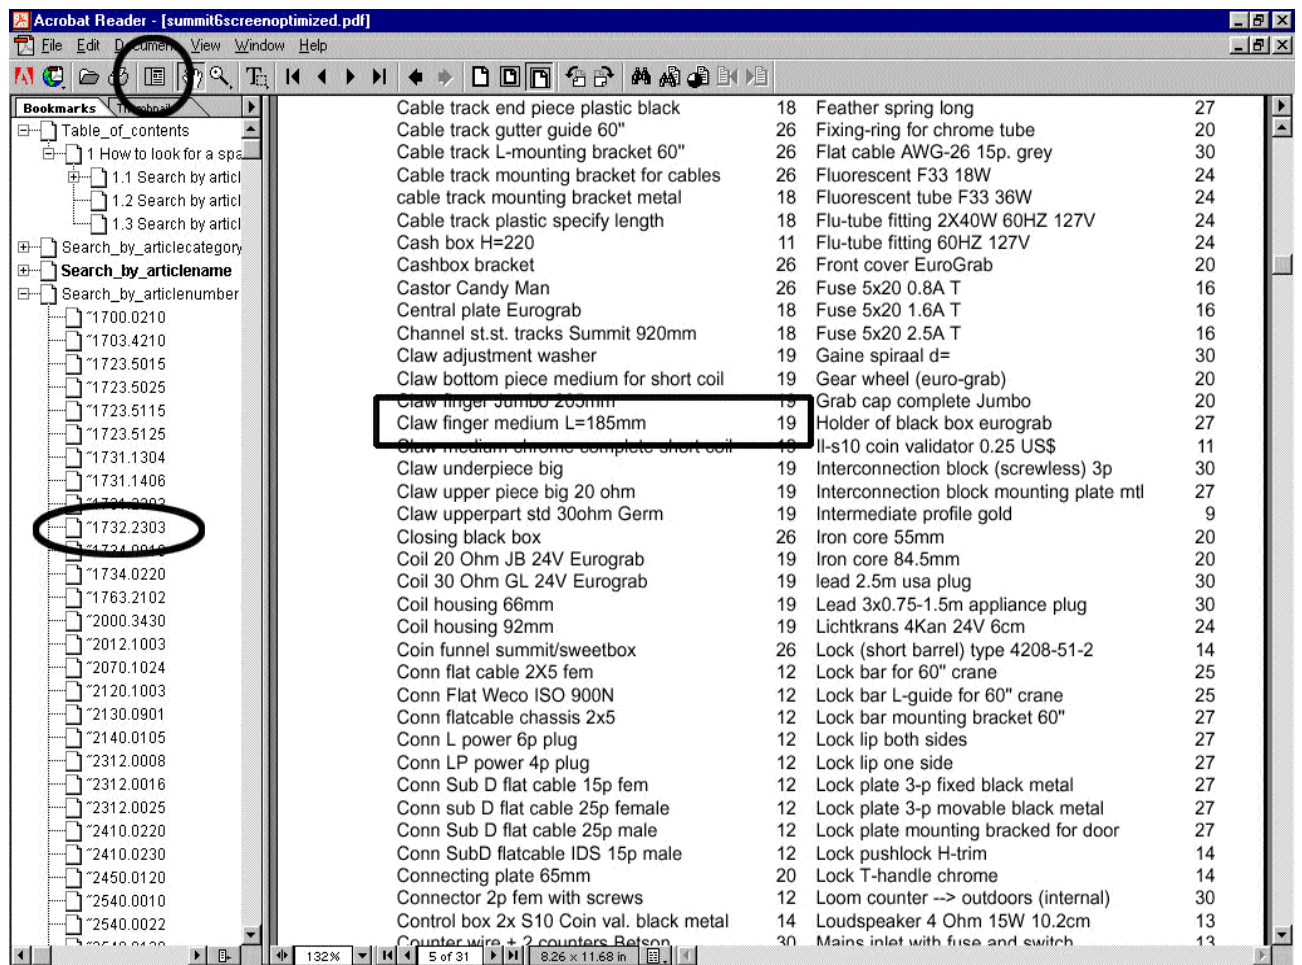 Acrobat Reader - [summit6screenoptimized.pdf]
File Edit Document View Window Help
Bookmarks Thumbnails
Table_of_contents
1 How to look for a spa
1.1 Search by articl
1.2 Search by articl
1.3 Search by articl
Search_by_articlecategory
Search_by_articlename
Search_by_articlenumber
~1700.0210
~1703.4210
~1723.5015
~1723.5025
~1723.5115
~1723.5125
~1731.1304
~1731.1406
~1732.2303
~1734.0220
~1763.2102
~2000.3430
~2012.1003
~2070.1024
~2120.1003
~2130.0901
~2140.0105
~2312.0008
~2312.0016
~2312.0025
~2410.0220
~2410.0230
~2450.0120
~2540.0010
~2540.0022
Cable track end piece plastic black 18
Cable track gutter guide 60" 26
Cable track L-mounting bracket 60" 26
Cable track mounting bracket for cables 26
cable track mounting bracket metal 18
Cable track plastic specify length 18
Cash box H=220 11
Cashbox bracket 26
Castor Candy Man 26
Central plate Eurograb 18
Channel st.st. tracks Summit 920mm 18
Claw adjustment washer 19
Claw bottom piece medium for short coil 19
Claw finger Jumbo 205mm 19
Claw finger medium L=185mm 19
Claw medium chrome complete short coil 19
Claw underpiece big 19
Claw upper piece big 20 ohm 19
Claw upperpart std 30ohm Germ 19
Closing black box 26
Coil 20 Ohm JB 24V Eurograb 19
Coil 30 Ohm GL 24V Eurograb 19
Coil housing 66mm 19
Coil housing 92mm 19
Coin funnel summit/sweetbox 26
Conn flat cable 2X5 fem 12
Conn Flat Weco ISO 900N 12
Conn flatcable chassis 2x5 12
Conn L power 6p plug 12
Conn LP power 4p plug 12
Conn Sub D flat cable 15p fem 12
Conn sub D flat cable 25p female 12
Conn Sub D flat cable 25p male 12
Conn SubD flatcable IDS 15p male 12
Connecting plate 65mm 20
Connector 2p fem with screws 12
Control box 2x S10 Coin val. black metal 14
Counter wire + 2 counters Betson 30
Feather spring long 27
Fixing-ring for chrome tube 20
Flat cable AWG-26 15p. grey 30
Fluorescent F33 18W 24
Fluorescent tube F33 36W 24
Flu-tube fitting 2X40W 60HZ 127V 24
Flu-tube fitting 60HZ 127V 24
Front cover EuroGrab 20
Fuse 5x20 0.8A T 16
Fuse 5x20 1.6A T 16
Fuse 5x20 2.5A T 16
Gaine spiraal d= 30
Gear wheel (euro-grab) 20
Grab cap complete Jumbo 20
Holder of black box eurograb 27
Il-s10 coin validator 0.25 US$ 11
Interconnection block (screwless) 3p 30
Interconnection block mounting plate mtl 27
Intermediate profile gold 9
Iron core 55mm 20
Iron core 84.5mm 20
lead 2.5m usa plug 30
Lead 3x0.75-1.5m appliance plug 30
Lichtkrans 4Kan 24V 6cm 24
Lock (short barrel) type 4208-51-2 14
Lock bar for 60" crane 25
Lock bar L-guide for 60" crane 25
Lock bar mounting bracket 60" 27
Lock lip both sides 27
Lock lip one side 27
Lock plate 3-p fixed black metal 27
Lock plate 3-p movable black metal 27
Lock plate mounting bracked for door 27
Lock pushlock H-trim 14
Lock T-handle chrome 14
Loom counter --> outdoors (internal) 30
Loudspeaker 4 Ohm 15W 10.2cm 13
Mains inlet with fuse and switch 13
132% 5 of 31 8.26 x 11.68 in